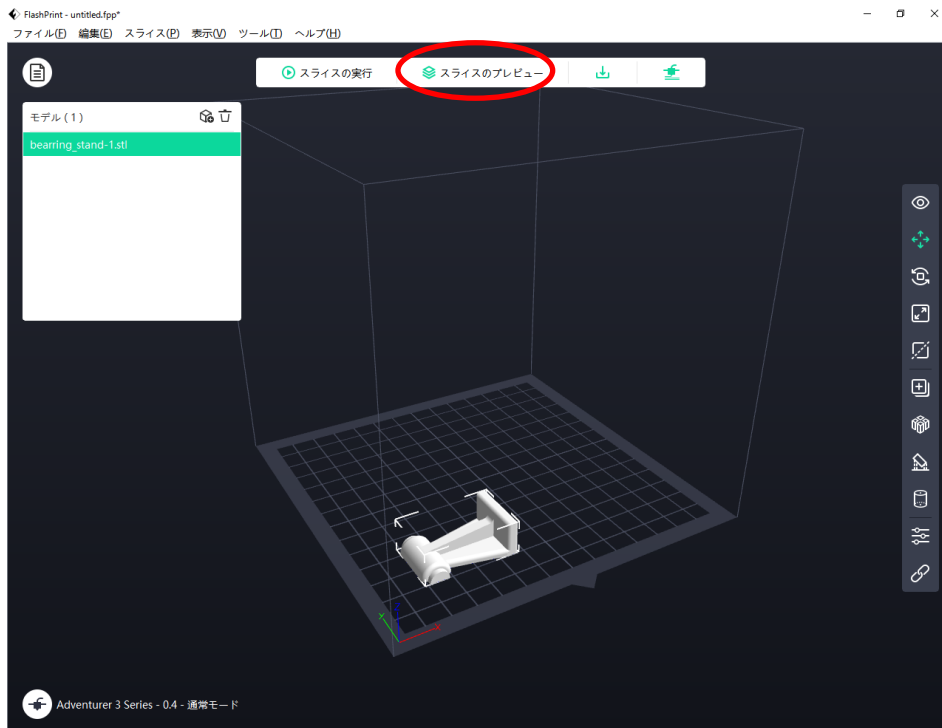 FlashPrint - untitled.fpp*
ファイル(F) 編集(E) スライス(P) 表示(V) ツール(T) ヘルプ(H)
スライスの実行 スライスのプレビュー
モデル ( 1 )
bearring_stand-1.stl
Adventurer 3 Series - 0.4 - 通常モード